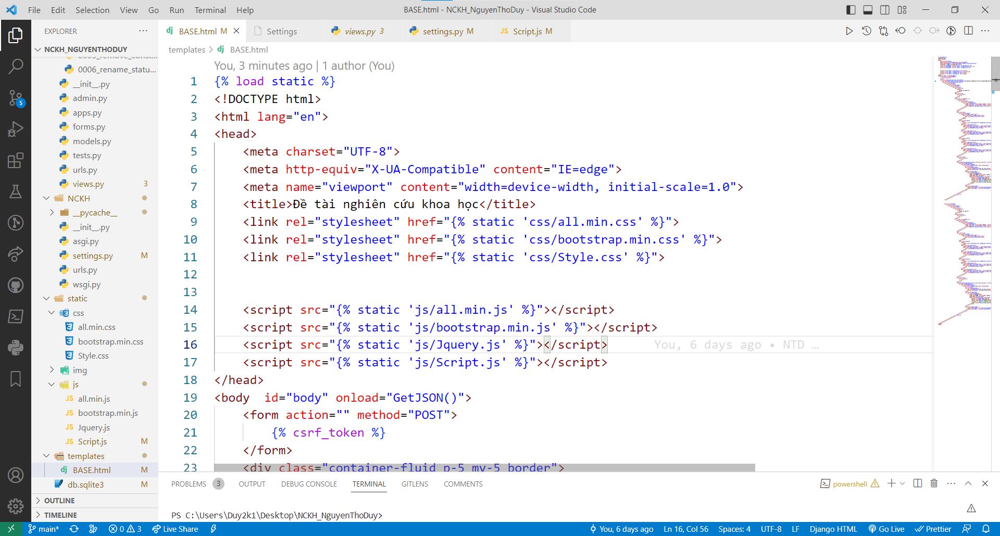 File Edit Selection View Go Run Terminal Help
BASE.html - NCKH_NguyenThoDuy - Visual Studio Code
EXPLORER
NCKH_NGUYENTHODUY
0006_rename_statu...
__init__.py
admin.py
apps.py
forms.py
models.py
tests.py
urls.py
views.py 3
NCKH
__pycache__
__init__.py
asgi.py
settings.py M
urls.py
wsgi.py
static
css
all.min.css
bootstrap.min.css
Style.css
img
js
JS all.min.js
JS bootstrap.min.js
JS Jquery.js
JS Script.js M
templates
dj BASE.html M
db.sqlite3 M
OUTLINE
TIMELINE
5
dj BASE.html M
Settings
views.py 3
settings.py M
JS Script.js M
templates > dj BASE.html
You, 3 minutes ago | 1 author (You)
1 {% load static %}
2 <!DOCTYPE html>
3 <html lang="en">
4 <head>
5 <meta charset="UTF-8">
6 <meta http-equiv="X-UA-Compatible" content="IE=edge">
7 <meta name="viewport" content="width=device-width, initial-scale=1.0">
8 <title>Đề tài nghiên cứu khoa học</title>
9 <link rel="stylesheet" href="{% static 'css/all.min.css' %}">
10 <link rel="stylesheet" href="{% static 'css/bootstrap.min.css' %}">
11 <link rel="stylesheet" href="{% static 'css/Style.css' %}">
12
13
14 <script src="{% static 'js/all.min.js' %}"></script>
15 <script src="{% static 'js/bootstrap.min.js' %}"></script>
16 <script src="{% static 'js/Jquery.js' %}"></script> You, 6 days ago • NTD …
17 <script src="{% static 'js/Script.js' %}"></script>
18 </head>
19 <body  id="body" onload="GetJSON()">
20 <form action="" method="POST">
21 {% csrf_token %}
22 </form>
23 <div class="container-fluid p-5 my-5 border">
PROBLEMS 3 OUTPUT DEBUG CONSOLE TERMINAL GITLENS COMMENTS
powershell
PS C:\Users\Duy2k1\Desktop\NCKH_NguyenThoDuy>
main* 0 3 Live Share
You, 6 days ago Ln 16, Col 56 Spaces: 4 UTF-8 LF Django HTML Go Live Prettier